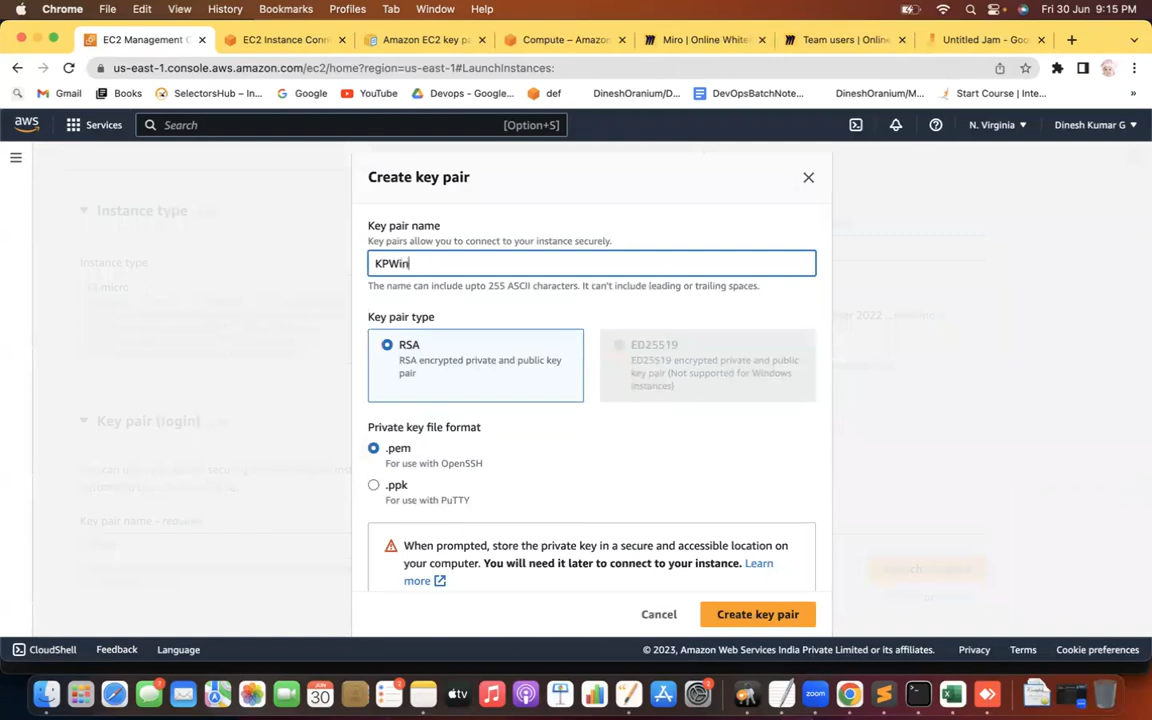 Chrome File Edit View History Bookmarks Profiles Tab Window Help Fri 30 Jun 9:15 PM
EC2 Management C EC2 Instance Conn Amazon EC2 key pa Compute – Amazon Miro | Online White Team users | Online Untitled Jam - Goo
us-east-1.console.aws.amazon.com/ec2/home?region=us-east-1#LaunchInstances:
Gmail Books SelectorsHub – In... Google YouTube Devops - Google... def DineshOranium/D... DevOpsBatchNote... DineshOranium/M... Start Course | Inte... »
aws Services Search [Option+S] N. Virginia Dinesh Kumar G
Create key pair
Instance type
Key pair name
Key pairs allow you to connect to your instance securely.
Instance type
KPWin
The name can include upto 255 ASCII characters. It can't include leading or trailing spaces.
Key pair type
RSA
RSA encrypted private and public key
pair
ED25519
ED25519 encrypted private and public
key pair (Not supported for Windows
instances)
Key pair (login)
Private key file format
.pem
For use with OpenSSH
.ppk
For use with PuTTY
Key pair name - required
When prompted, store the private key in a secure and accessible location on
your computer. You will need it later to connect to your instance. Learn
more
Cancel Create key pair
CloudShell Feedback Language © 2023, Amazon Web Services India Private Limited or its affiliates. Privacy Terms Cookie preferences